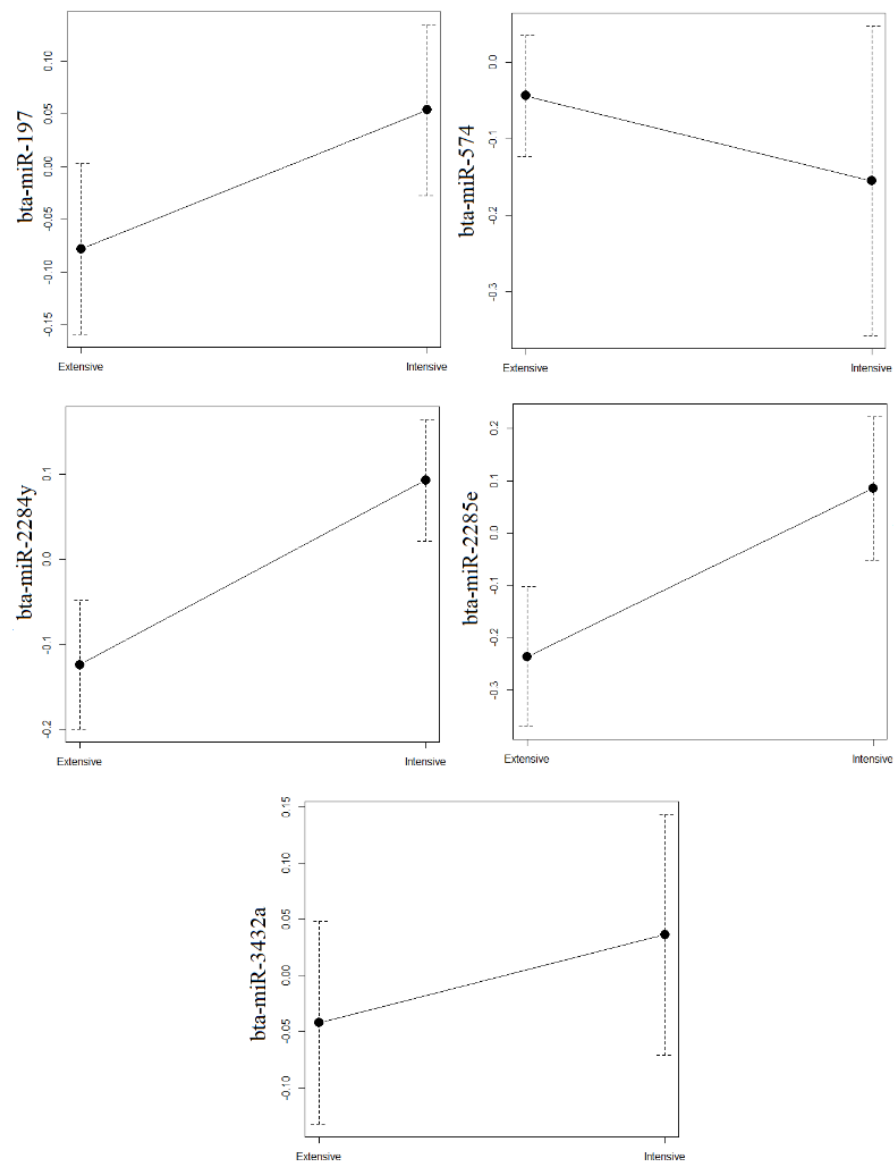 bta-miR-197
0.10
0.05
0.00
-0.05
-0.10
-0.15
Extensive
Intensive
bta-miR-574
0.0
-0.1
-0.2
-0.3
Extensive
Intensive
bta-miR-2284y
0.1
0.0
-0.1
-0.2
Extensive
Intensive
bta-miR-2285e
0.2
0.1
0.0
-0.1
-0.2
-0.3
Extensive
Intensive
bta-miR-3432a
0.15
0.10
0.05
0.00
-0.05
-0.10
Extensive
Intensive